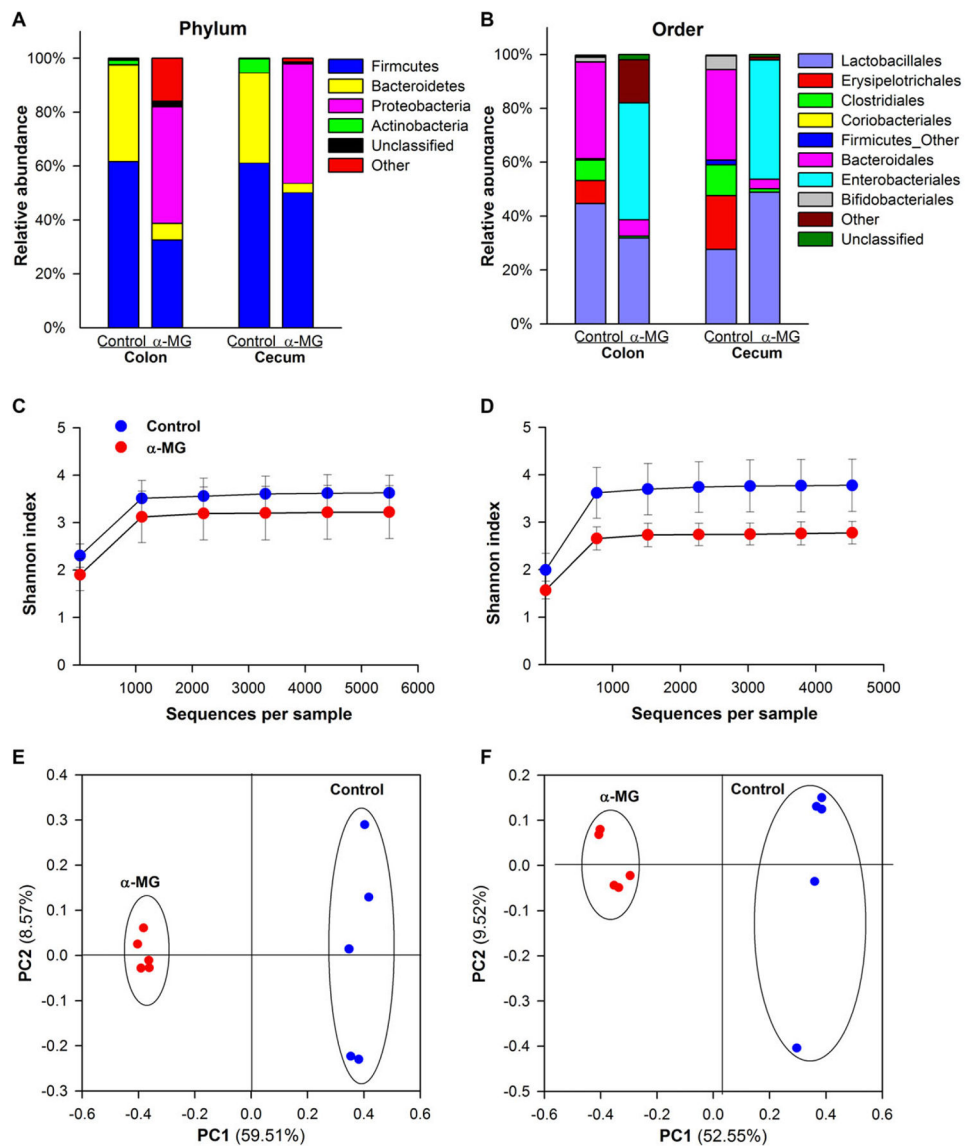 A
Phylum
100%
80%
60%
40%
20%
0%
Relative abundance
Control α-MG
Colon
Control α-MG
Cecum
Firmcutes
Bacteroidetes
Proteobacteria
Actinobacteria
Unclassified
Other
B
Order
100%
80%
60%
40%
20%
0%
Relative abundance
Control α-MG
Colon
Control α-MG
Cecum
Lactobacillales
Erysipelotrichales
Clostridiales
Coriobacteriales
Firmicutes_Other
Bacteroidales
Enterobacteriales
Bifidobacteriales
Other
Unclassified
C
Control
α-MG
5
4
3
2
1
0
Shannon index
1000 2000 3000 4000 5000 6000
Sequences per sample
D
5
4
3
2
1
0
Shannon index
1000 2000 3000 4000 5000
Sequences per sample
E
0.4
0.3
0.2
0.1
0.0
-0.1
-0.2
-0.3
PC2 (8.57%)
α-MG
Control
-0.6 -0.4 -0.2 0.0 0.2 0.4 0.6
PC1 (59.51%)
F
0.2
0.1
0.0
-0.1
-0.2
-0.3
-0.4
-0.5
PC2 (9.52%)
α-MG
Control
-0.6 -0.4 -0.2 0.0 0.2 0.4 0.6
PC1 (52.55%)